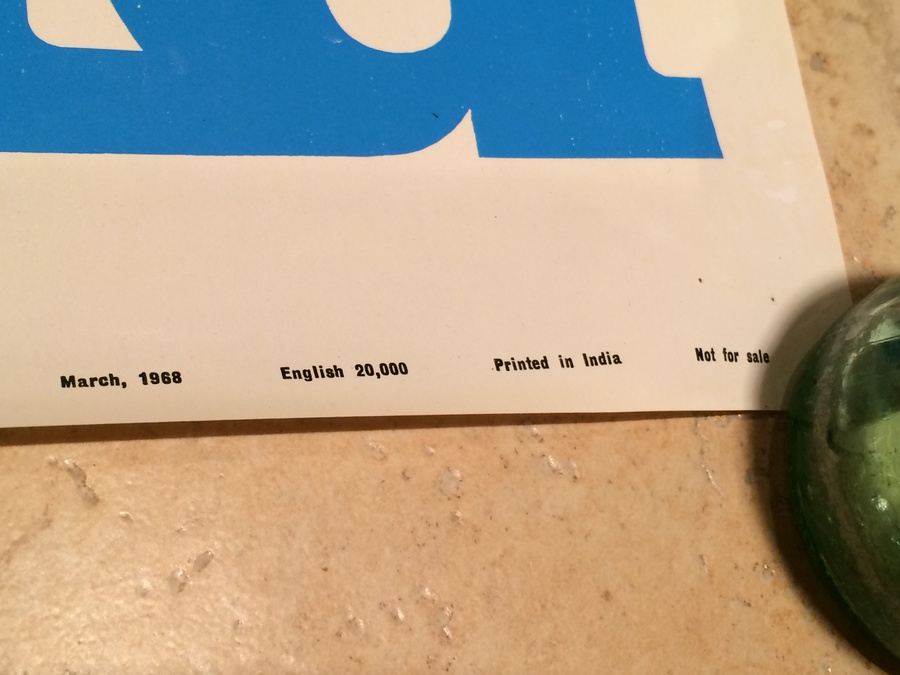 March, 1968 English 20,000 Printed in India Not for sale